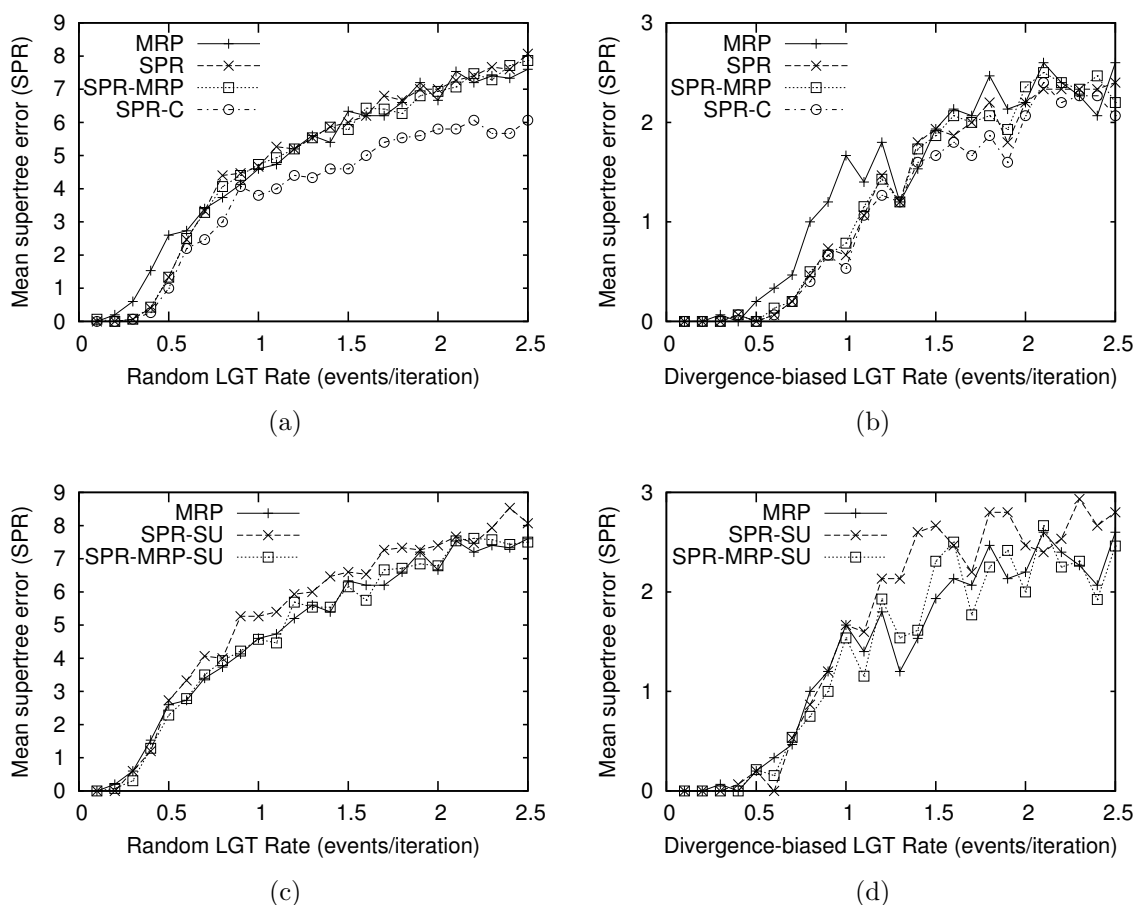 Mean supertree error (SPR)
9
8
7
6
5
4
3
2
1
0
MRP
SPR
SPR-MRP
SPR-C
0 0.5 1 1.5 2 2.5
Random LGT Rate (events/iteration)
(a)
Mean supertree error (SPR)
3
2
1
0
MRP
SPR
SPR-MRP
SPR-C
0 0.5 1 1.5 2 2.5
Divergence-biased LGT Rate (events/iteration)
(b)
Mean supertree error (SPR)
9
8
7
6
5
4
3
2
1
0
MRP
SPR-SU
SPR-MRP-SU
0 0.5 1 1.5 2 2.5
Random LGT Rate (events/iteration)
(c)
Mean supertree error (SPR)
3
2
1
0
MRP
SPR-SU
SPR-MRP-SU
0 0.5 1 1.5 2 2.5
Divergence-biased LGT Rate (events/iteration)
(d)